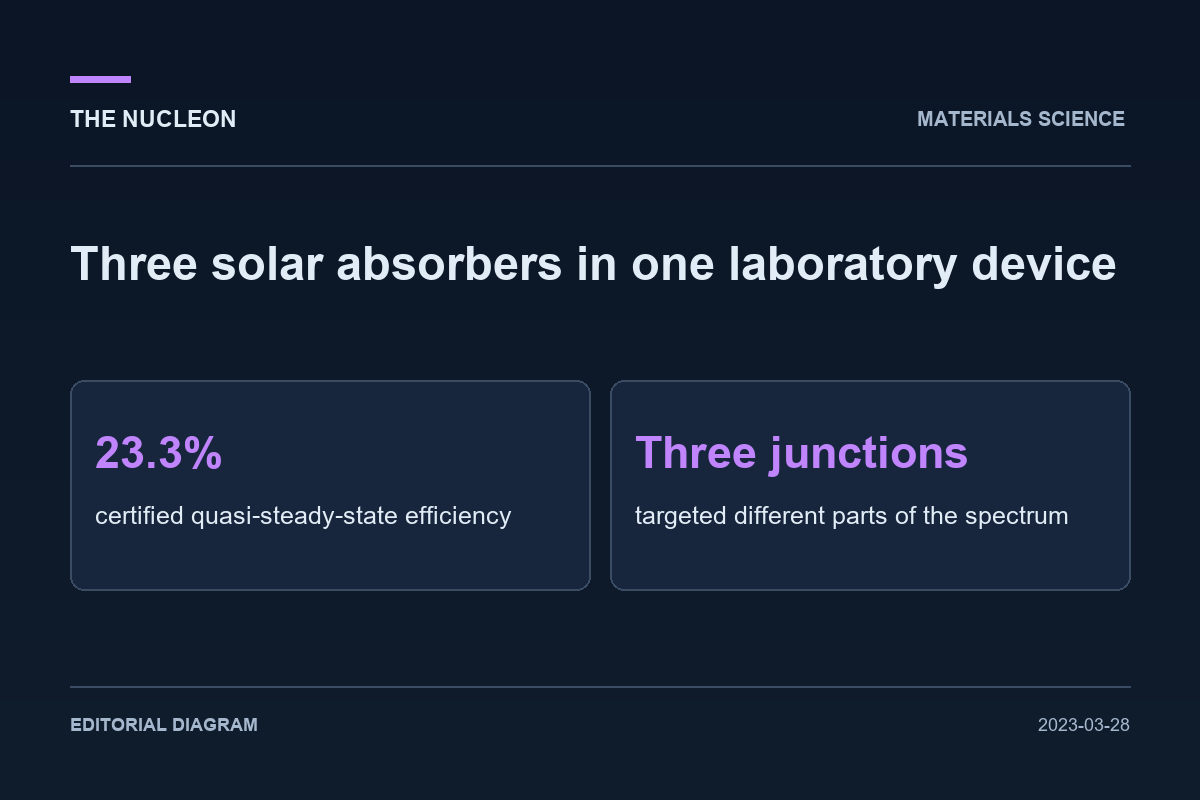 THE NUCLEON
MATERIALS SCIENCE
Three solar absorbers in one laboratory device
23.3%
certified quasi-steady-state efficiency
Three junctions
targeted different parts of the spectrum
EDITORIAL DIAGRAM
2023-03-28